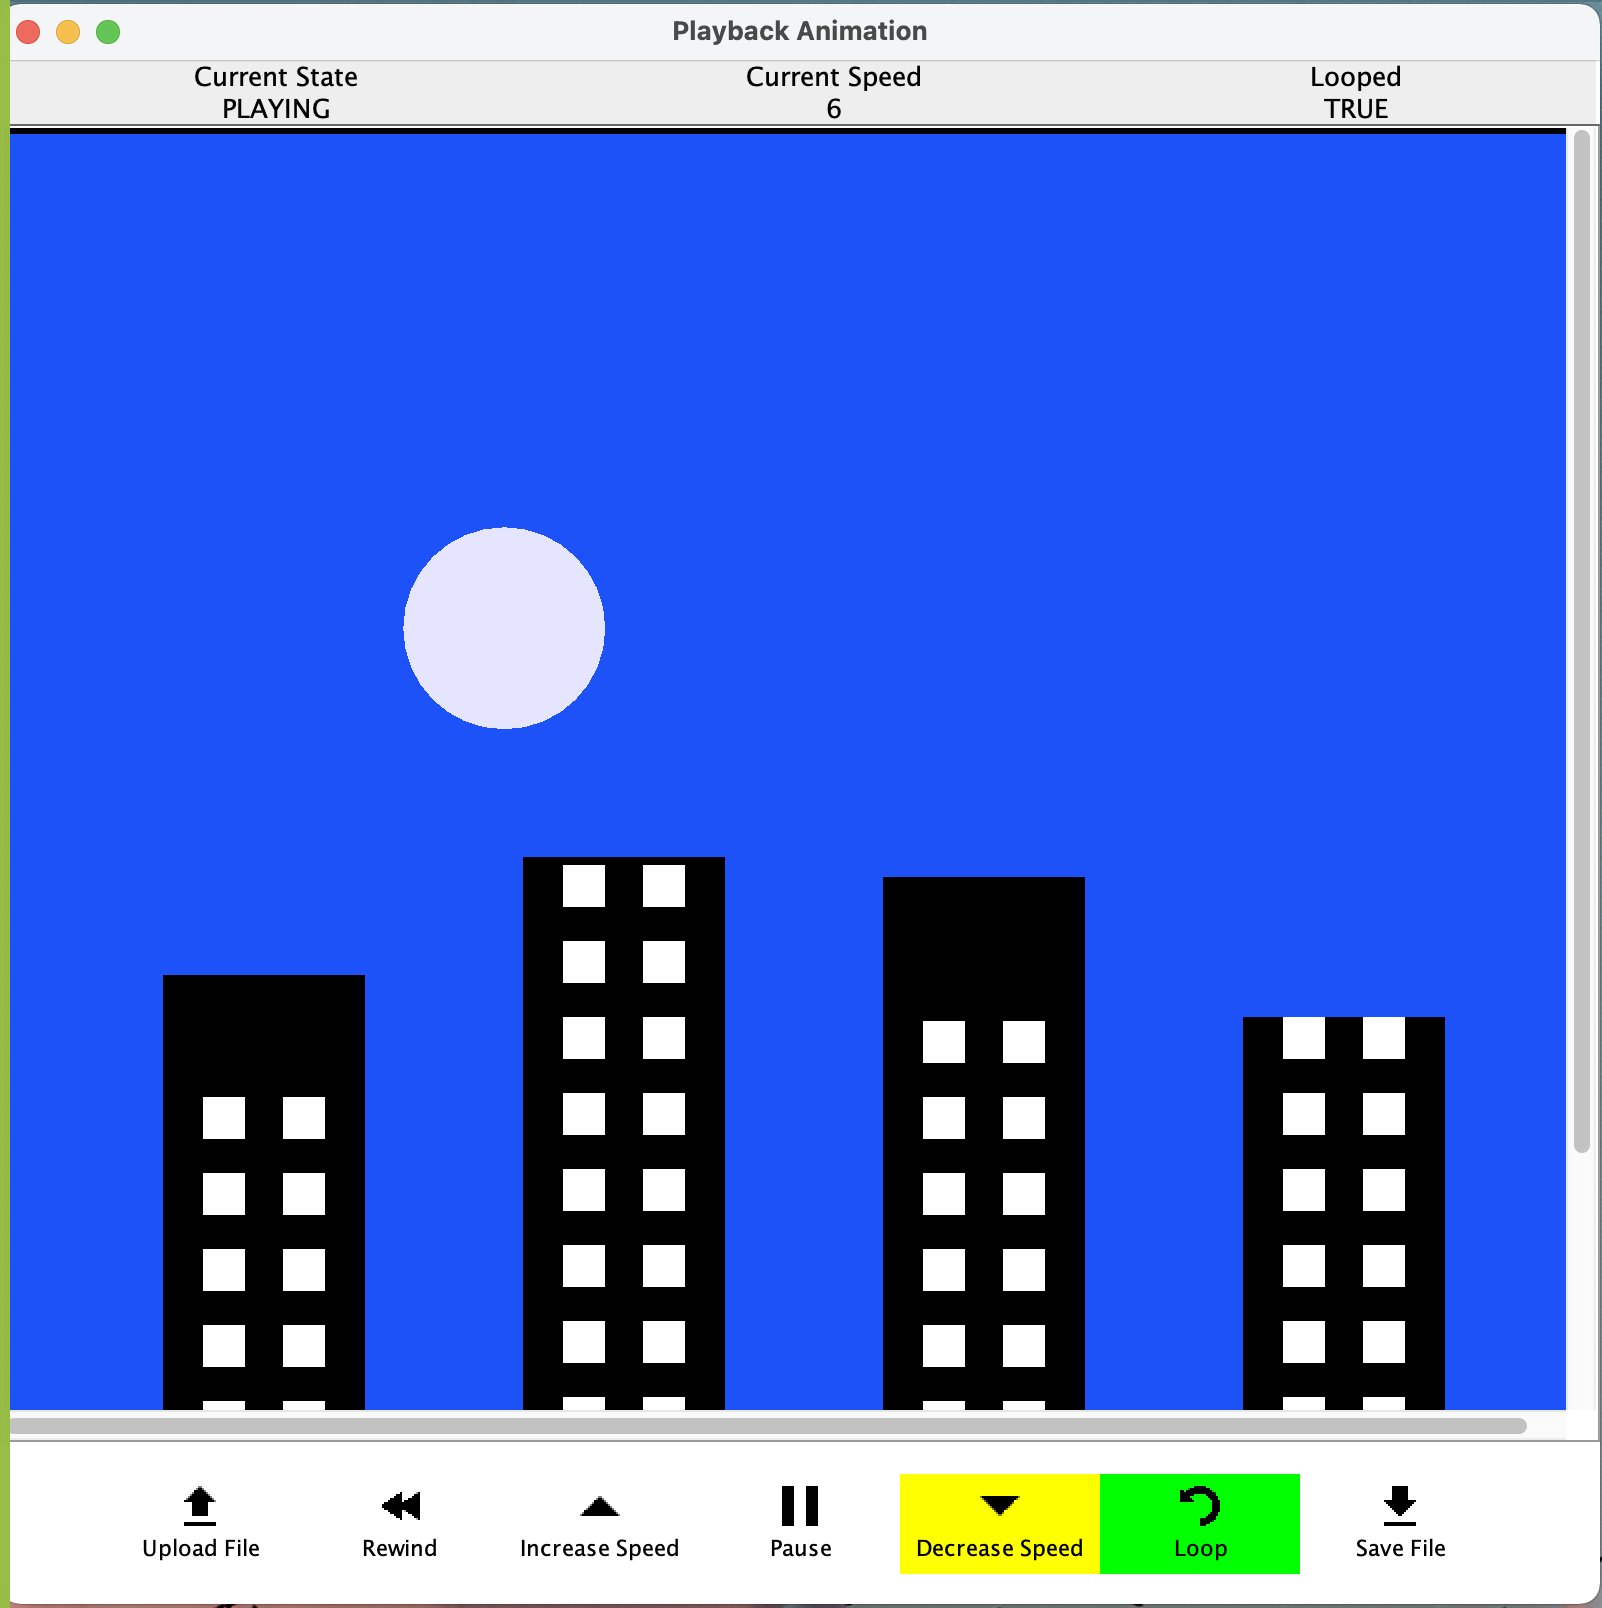 Playback Animation
Current State
PLAYING
Current Speed
6
Looped
TRUE
Upload File
Rewind
Increase Speed
Pause
Decrease Speed
Loop
Save File